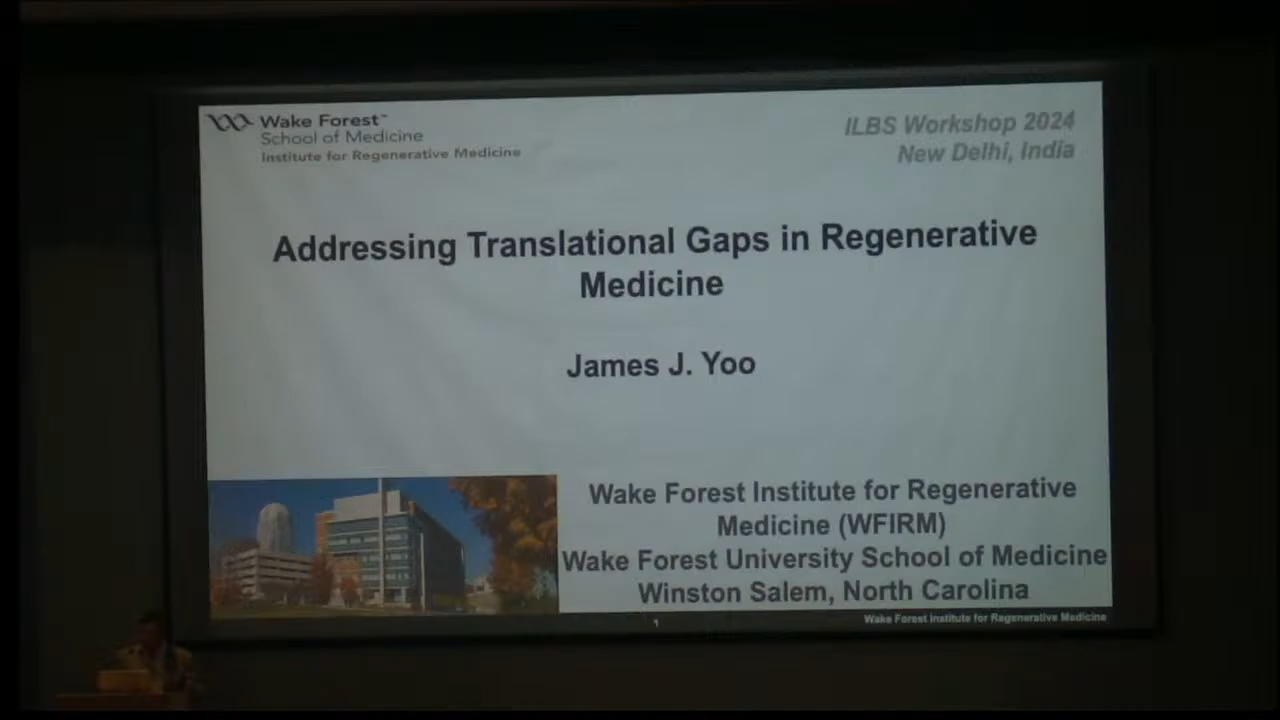 Wake Forest™
School of Medicine
Institute for Regenerative Medicine
ILBS Workshop 2024
New Delhi, India
Addressing Translational Gaps in Regenerative
Medicine
James J. Yoo
Wake Forest Institute for Regenerative
Medicine (WFIRM)
Wake Forest University School of Medicine
Winston Salem, North Carolina
1
Wake Forest Institute for Regenerative Medicine